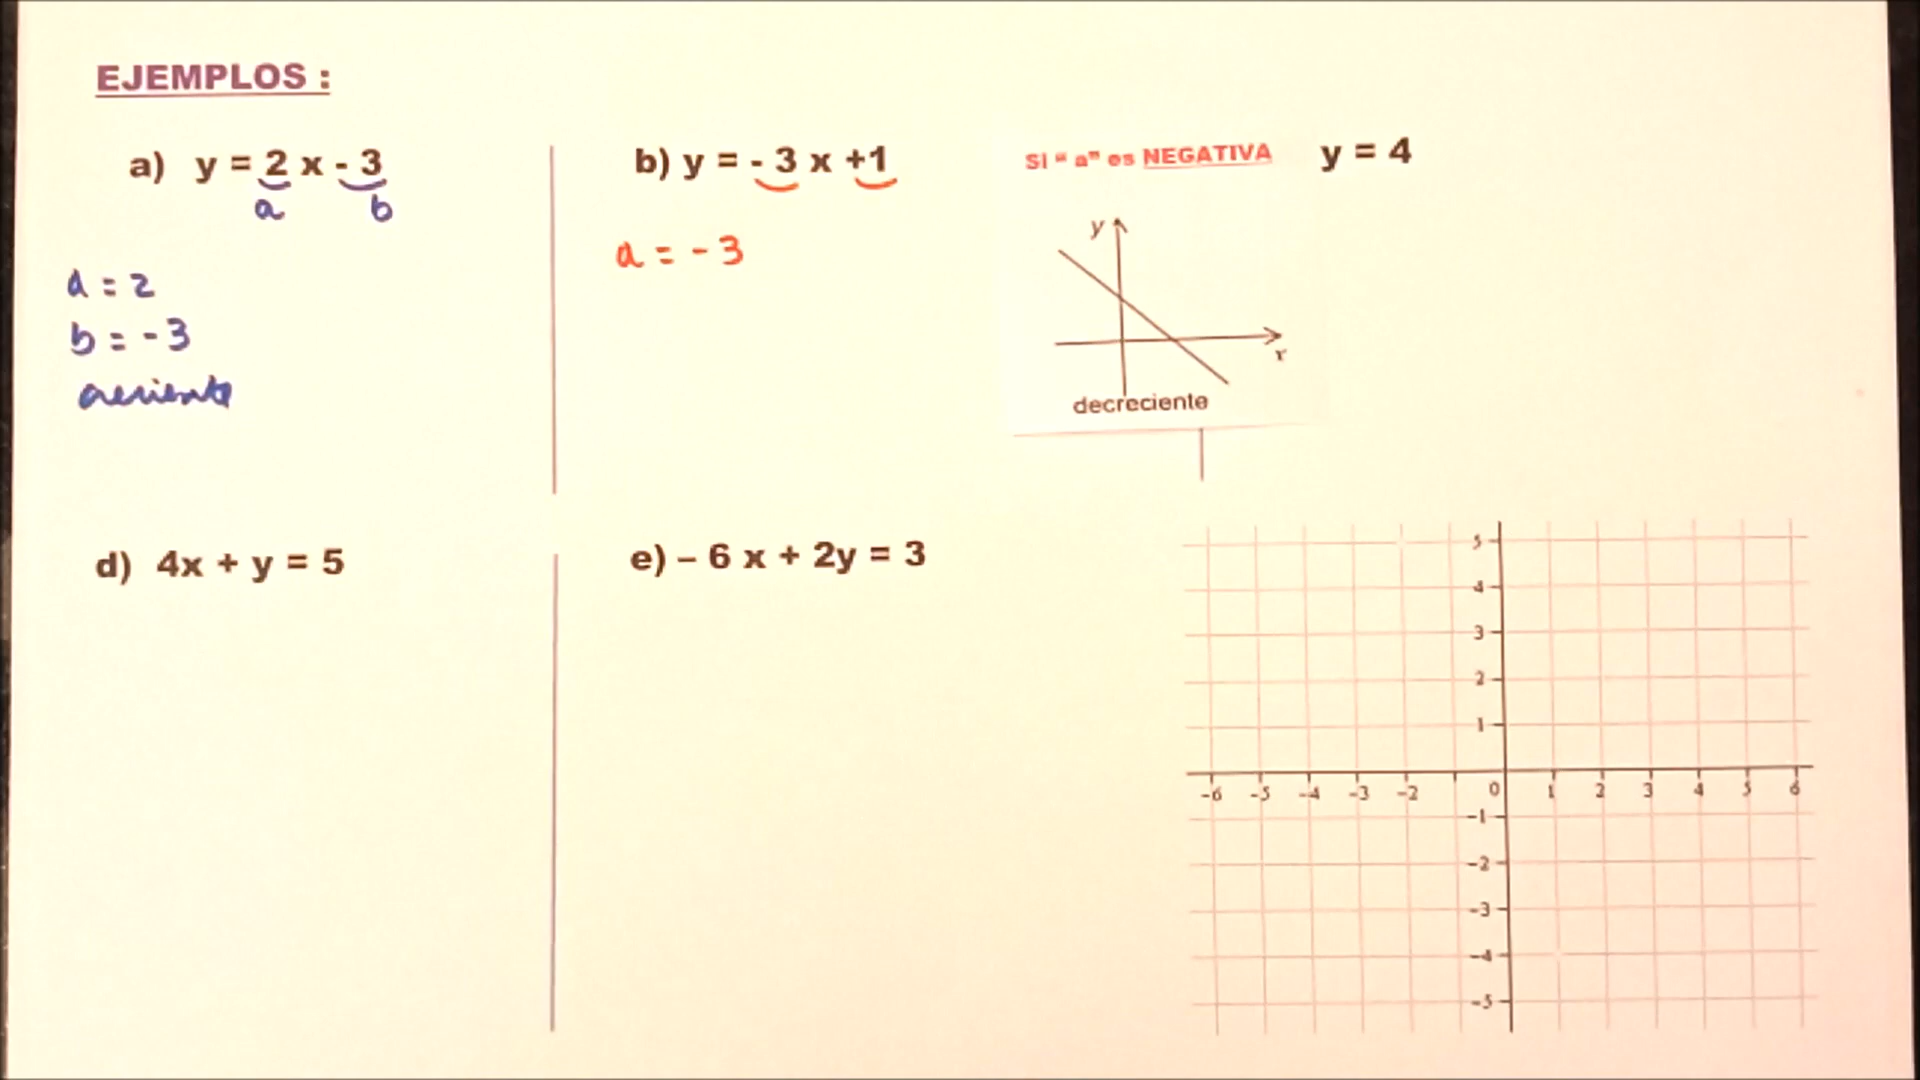 EJEMPLOS :
a) y = 2 x - 3
a b
a = 2
b = -3
creciente
b) y = - 3 x +1
a = - 3
SI " a" es NEGATIVA
y
x
decreciente
y = 4
d) 4x + y = 5
e) – 6 x + 2y = 3
5
4
3
2
1
-6 -5 -4 -3 -2 0 1 2 3 4 5 6
-1
-2
-3
-4
-5